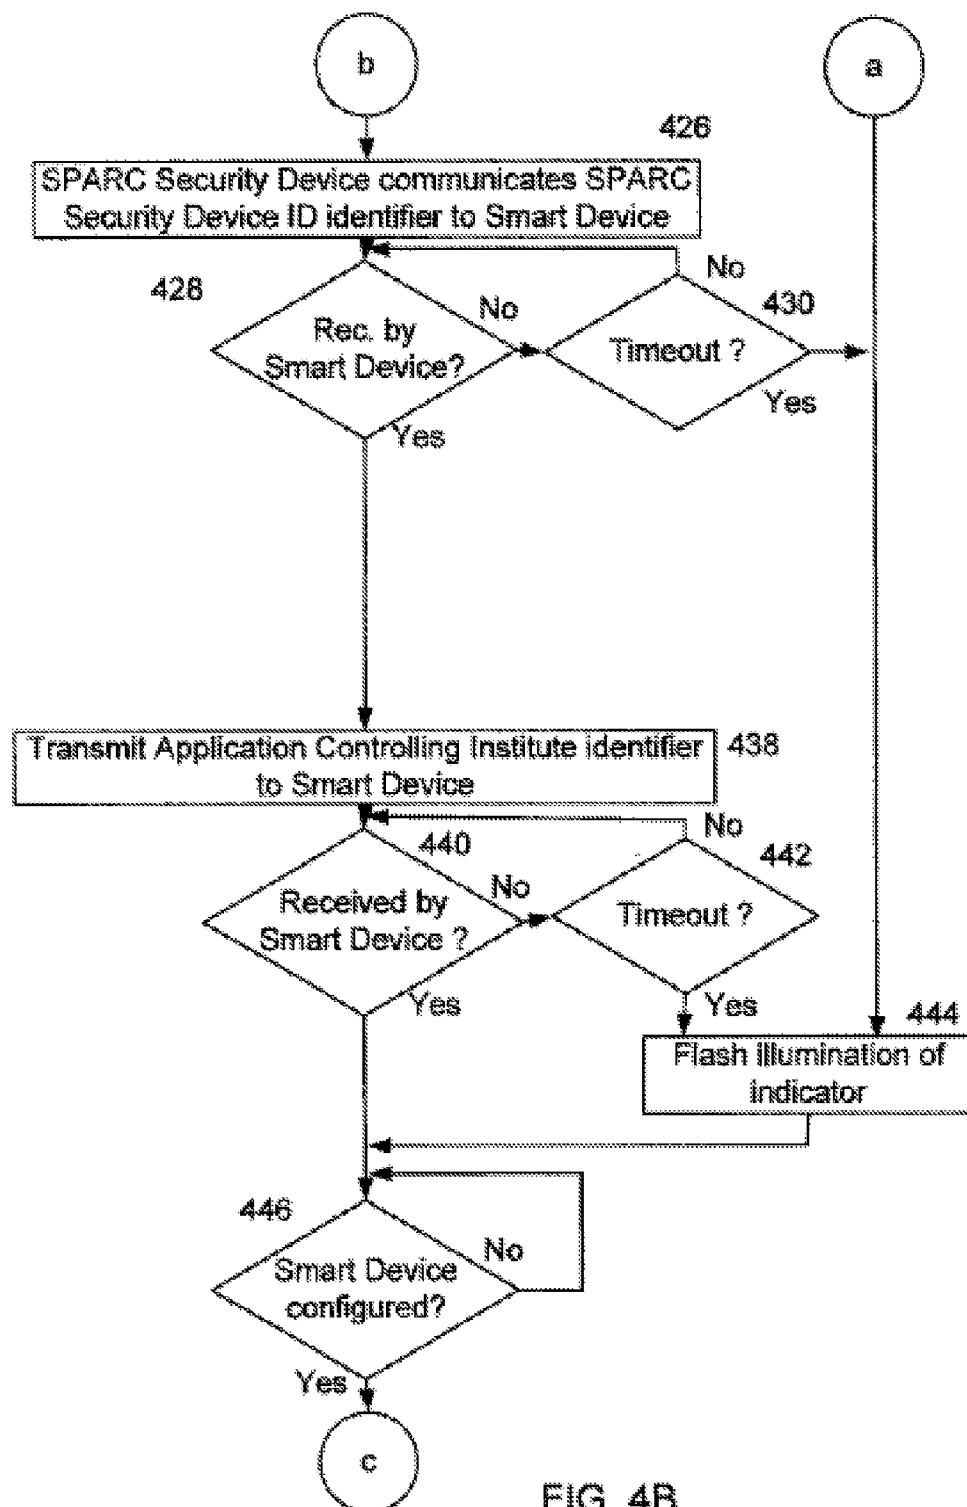 b
a
426
SPARC Security Device communicates SPARC
Security Device ID identifier to Smart Device
428
No
No
430
Rec. by
Smart Device?
Timeout ?
Yes
Yes
Transmit Application Controlling Institute identifier
to Smart Device
438
No
440
442
No
Received by
Smart Device ?
Timeout ?
Yes
Yes
444
Flash illumination of
indicator
446
No
Smart Device
configured?
Yes
c
FIG. 4B